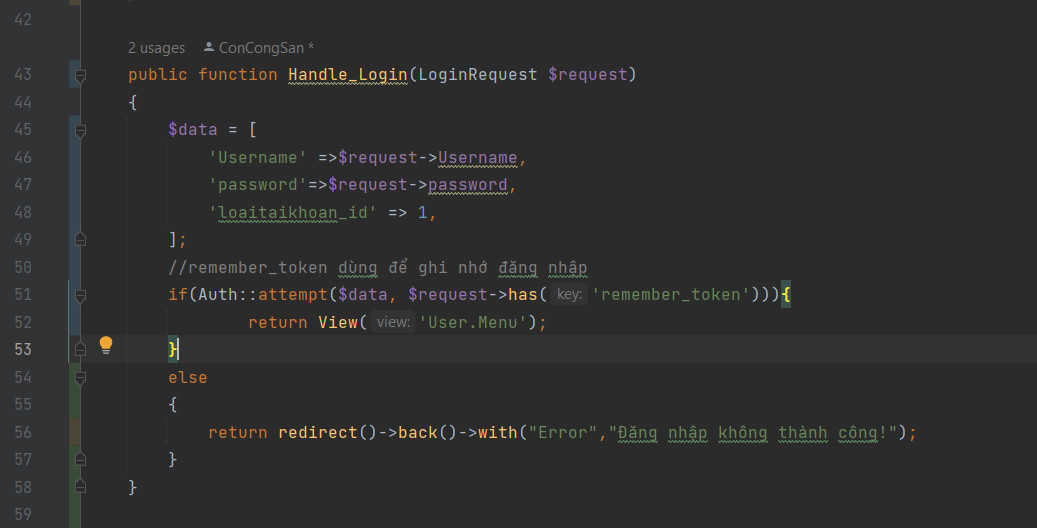 42
2 usages ConCongSan *
43 public function Handle_Login(LoginRequest $request)
44 {
45 $data = [
46 'Username' =>$request->Username,
47 'password'=>$request->password,
48 'loaitaikhoan_id' => 1,
49 ];
50 //remember_token dùng để ghi nhớ đăng nhập
51 if(Auth::attempt($data, $request->has( key: 'remember_token'))){
52 return View( view: 'User.Menu');
53 }
54 else
55 {
56 return redirect()->back()->with("Error","Đăng nhập không thành công!");
57 }
58 }
59